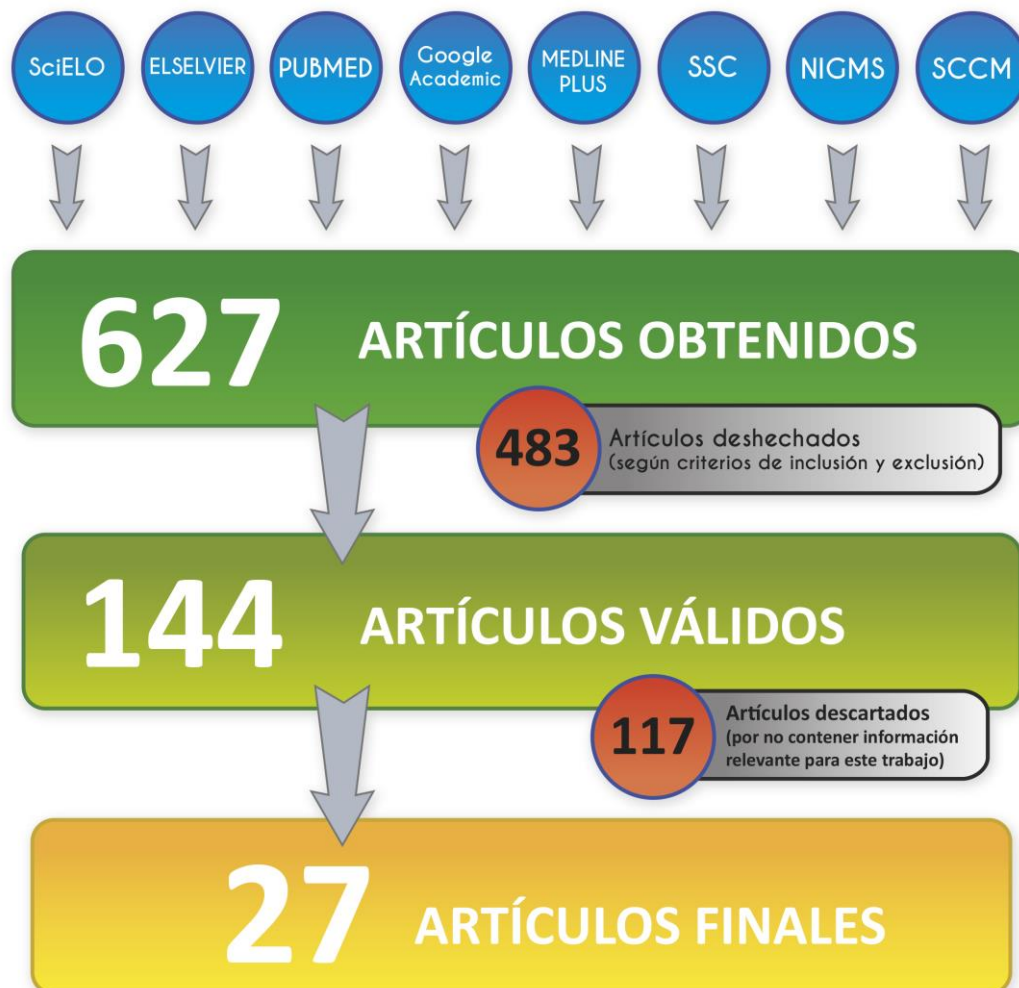 SciELO
ELSELVIER
PUBMED
Google
Academic
MEDLINE
PLUS
SSC
NIGMS
SCCM
627 ARTÍCULOS OBTENIDOS
483 Artículos deshechados
(según criterios de inclusión y exclusión)
144 ARTÍCULOS VÁLIDOS
117 Artículos descartados
(por no contener información
relevante para este trabajo)
27 ARTÍCULOS FINALES